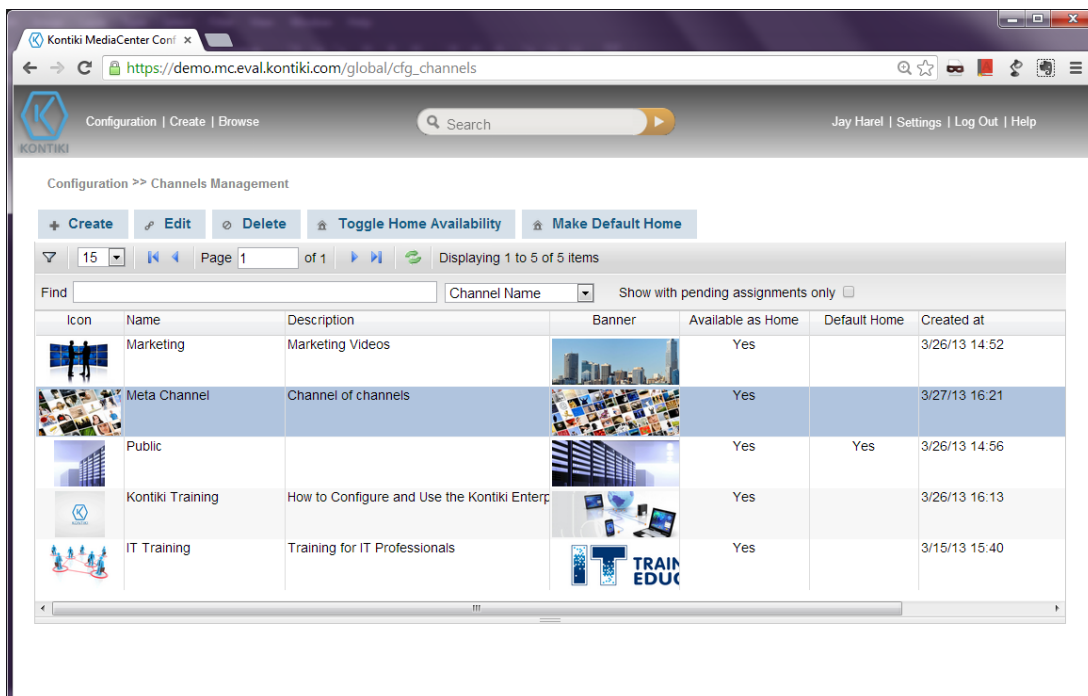 Kontiki MediaCenter Conf
https://demo.mc.eval.kontiki.com/global/cfg_channels
KONTIKI
Configuration | Create | Browse
Search
Jay Harel | Settings | Log Out | Help
Configuration >> Channels Management
Create Edit Delete Toggle Home Availability Make Default Home
15 Page 1 of 1 Displaying 1 to 5 of 5 items
Find Channel Name Show with pending assignments only
Icon Name Description Banner Available as Home Default Home Created at
Marketing Marketing Videos Yes 3/26/13 14:52
Meta Channel Channel of channels Yes 3/27/13 16:21
Public Yes Yes 3/26/13 14:56
Kontiki Training How to Configure and Use the Kontiki Enterp Yes 3/26/13 16:13
KONTIKI
IT Training Training for IT Professionals Yes 3/15/13 15:40
IT TRAIN
EDUC